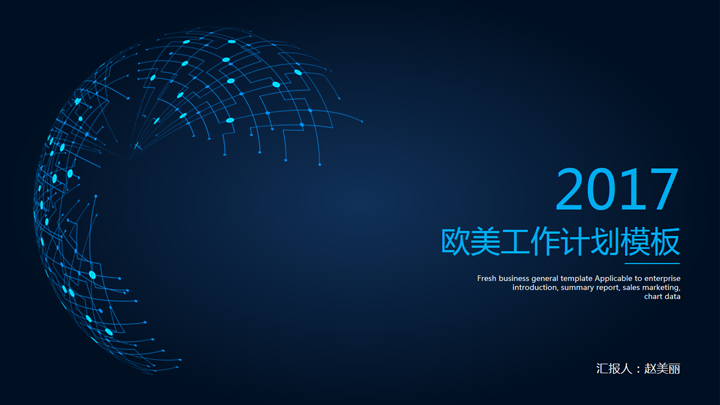 2017
欧美工作计划模板
Fresh business general template Applicable to enterprise
introduction, summary report, sales marketing,
chart data
汇报人：赵美丽